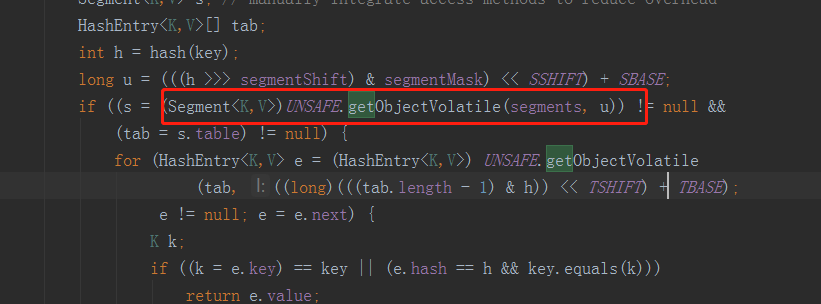 Segment<K,V> s; // manually integrate access methods to reduce overhead
HashEntry<K,V>[] tab;
int h = hash(key);
long u = (((h >>> segmentShift) & segmentMask) << SSHIFT) + SBASE;
if ((s = (Segment<K,V>)UNSAFE.getObjectVolatile(segments, u)) != null &&
(tab = s.table) != null) {
for (HashEntry<K,V> e = (HashEntry<K,V>) UNSAFE.getObjectVolatile
(tab, l: ((long)(((tab.length - 1) & h)) << TSHIFT) + TBASE);
e != null; e = e.next) {
K k;
if ((k = e.key) == key || (e.hash == h && key.equals(k)))
return e.value;